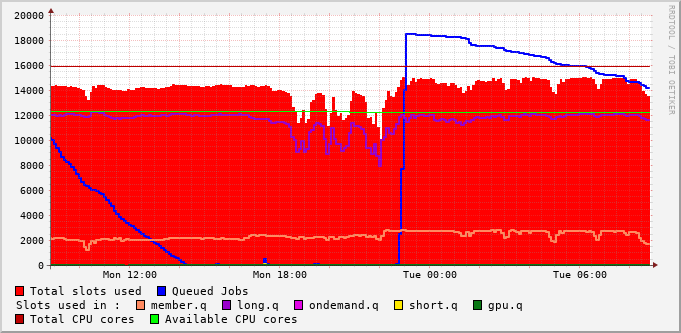 RRDTOOL / TOBI OETIKER
20000
18000
16000
14000
12000
10000
8000
6000
4000
2000
0
Mon 12:00 Mon 18:00 Tue 00:00 Tue 06:00
Total slots used Queued Jobs
Slots used in : member.q long.q ondemand.q short.q gpu.q
Total CPU cores Available CPU cores